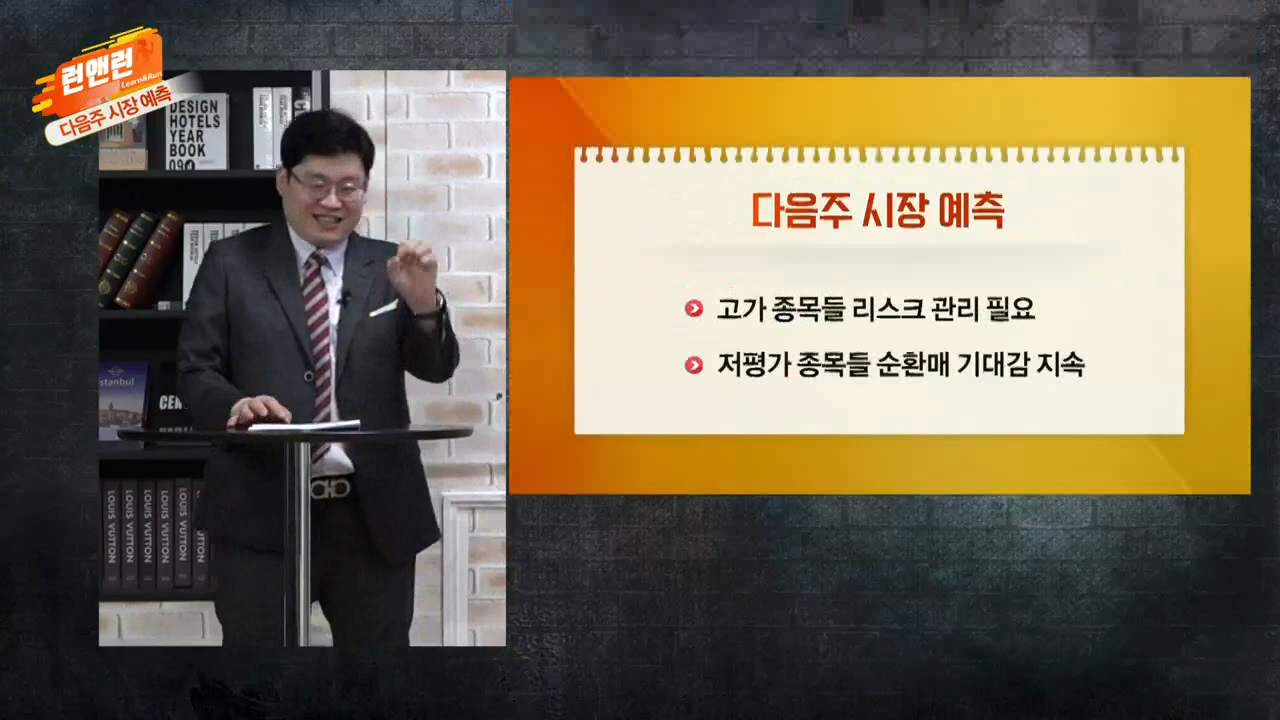 런앤런
Learn&Run
다음주 시장 예측
DESIGN
HOTELS
YEAR
BOOK
다음주 시장 예측
고가 종목들 리스크 관리 필요
저평가 종목들 순환매 기대감 지속
stanbul
LOUIS VUITTON
LOUIS VUITTON
LOUIS VUITTON
LOUIS VUITTON
LOUIS VUITTON